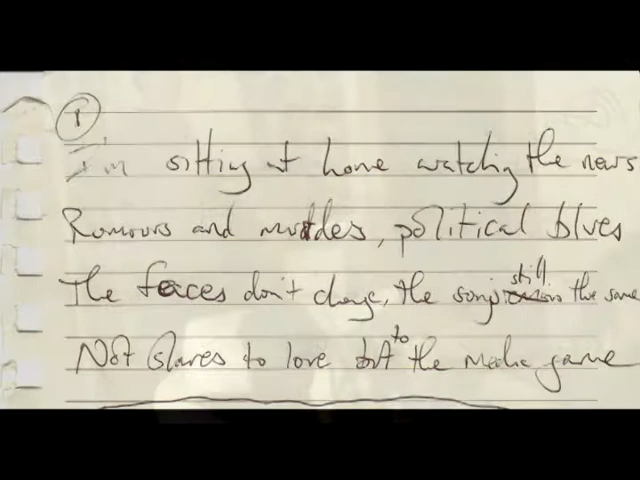 1
I'm sitting at home watching the news
Rumours and murders, political blues
The faces don't change, the song still the same
Not slaves to love but to the Media game